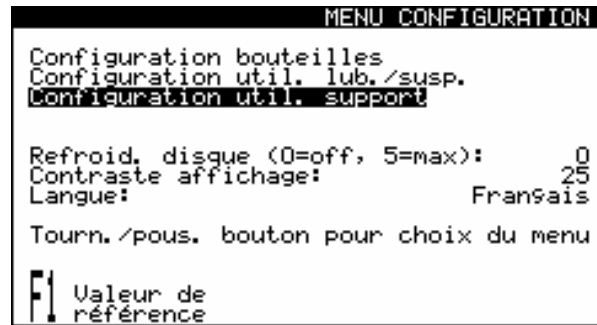 MENU CONFIGURATION
Configuration bouteilles
Configuration util. lub./susp.
Configuration util. support
Refroid. disque (0=off, 5=max): 0
Contraste affichage: 25
Langue: Français
Tourn./pous. bouton pour choix du menu
F1 Valeur de
référence